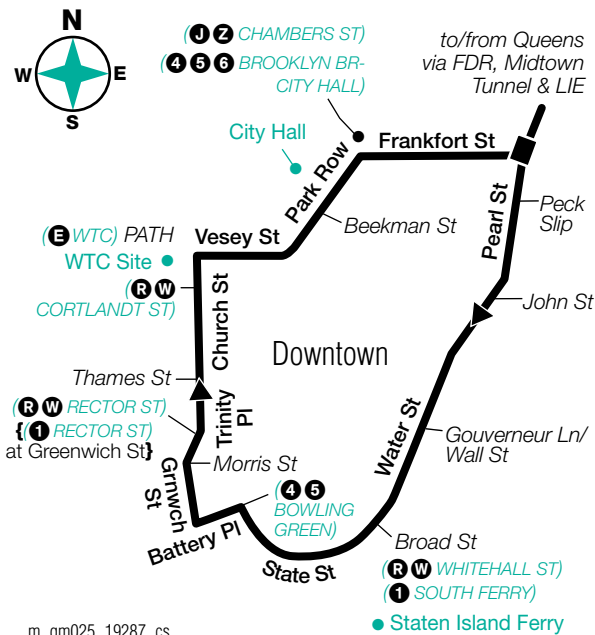 N
W E
S
(J Z CHAMBERS ST)
(4 5 6 BROOKLYN BR-
CITY HALL)
to/from Queens
via FDR, Midtown
Tunnel & LIE
City Hall
Frankfort St
Park Row
Beekman St
Pearl St
Peck
Slip
(E WTC) PATH
Vesey St
WTC Site
(R W
CORTLANDT ST)
Church St
John St
Downtown
Thames St
Trinity
Pl
(R W RECTOR ST)
{(1 RECTOR ST)
at Greenwich St}
Water St
Gouverneur Ln/
Wall St
Morris St
Grnwch
St
(4 5
BOWLING
GREEN)
Battery Pl
State St
Broad St
(R W WHITEHALL ST)
(1 SOUTH FERRY)
Staten Island Ferry
m_qm025_19287_cs